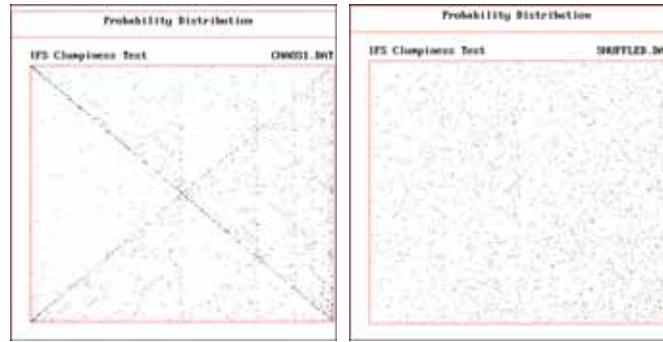 Probability Distribution
IFS Clumpiness Test CHAOS1.DAT
Probability Distribution
IFS Clumpiness Test SHUFFLED.DA